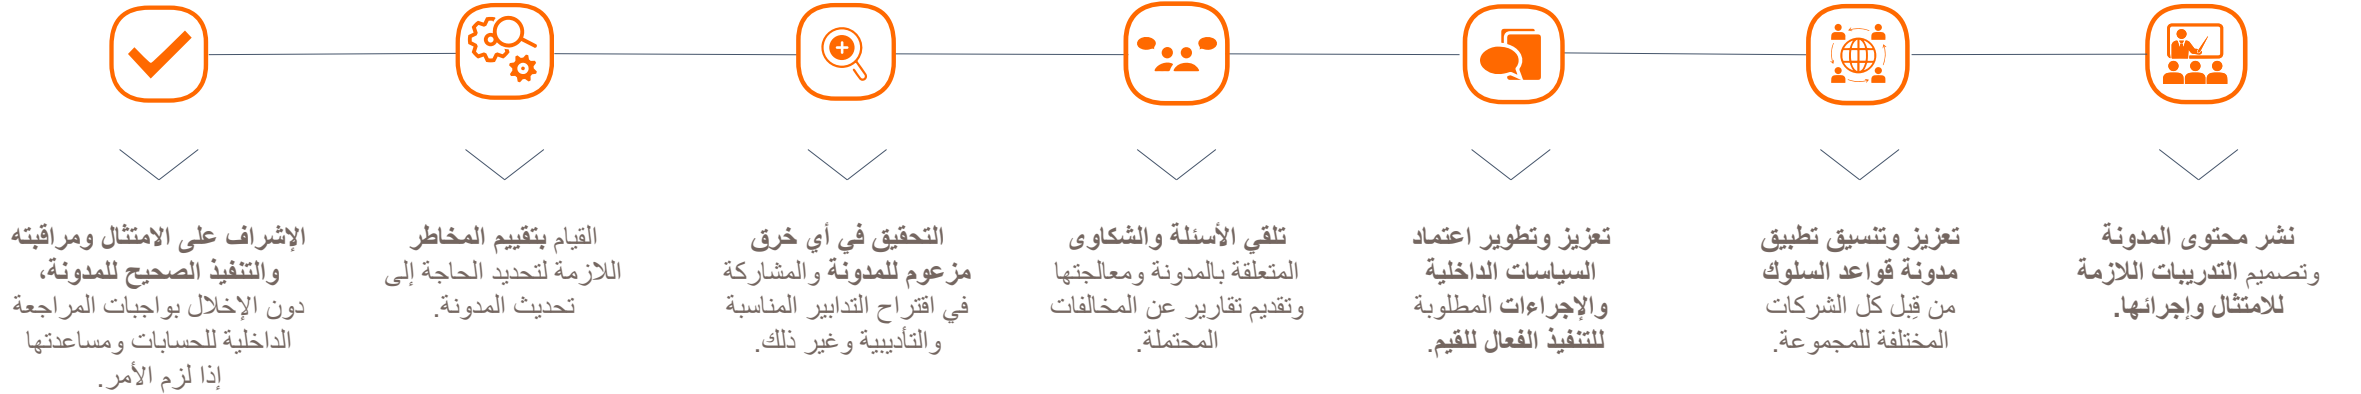 نشر محتوى المدونة
وتصميم التدريبات اللازمة
للامتثال وإجرائها.
تعزيز وتنسيق تطبيق
مدونة قواعد السلوك
من قِبل كل الشركات
المختلفة للمجموعة.
تعزيز وتطوير اعتماد
السياسات الداخلية
والإجراءات المطلوبة
للتنفيذ الفعال للقيم.
تلقي الأسئلة والشكاوى
المتعلقة بالمدونة ومعالجتها
وتقديم تقارير عن المخالفات
المحتملة.
التحقيق في أي خرق
مزعوم للمدونة والمشاركة
في اقتراح التدابير المناسبة
والتأديبية وغير ذلك.
القيام بتقييم المخاطر
اللازمة لتحديد الحاجة إلى
تحديث المدونة.
الإشراف على الامتثال ومراقبته
والتنفيذ الصحيح للمدونة،
دون الإخلال بواجبات المراجعة
الداخلية للحسابات ومساعدتها
إذا لزم الأمر.